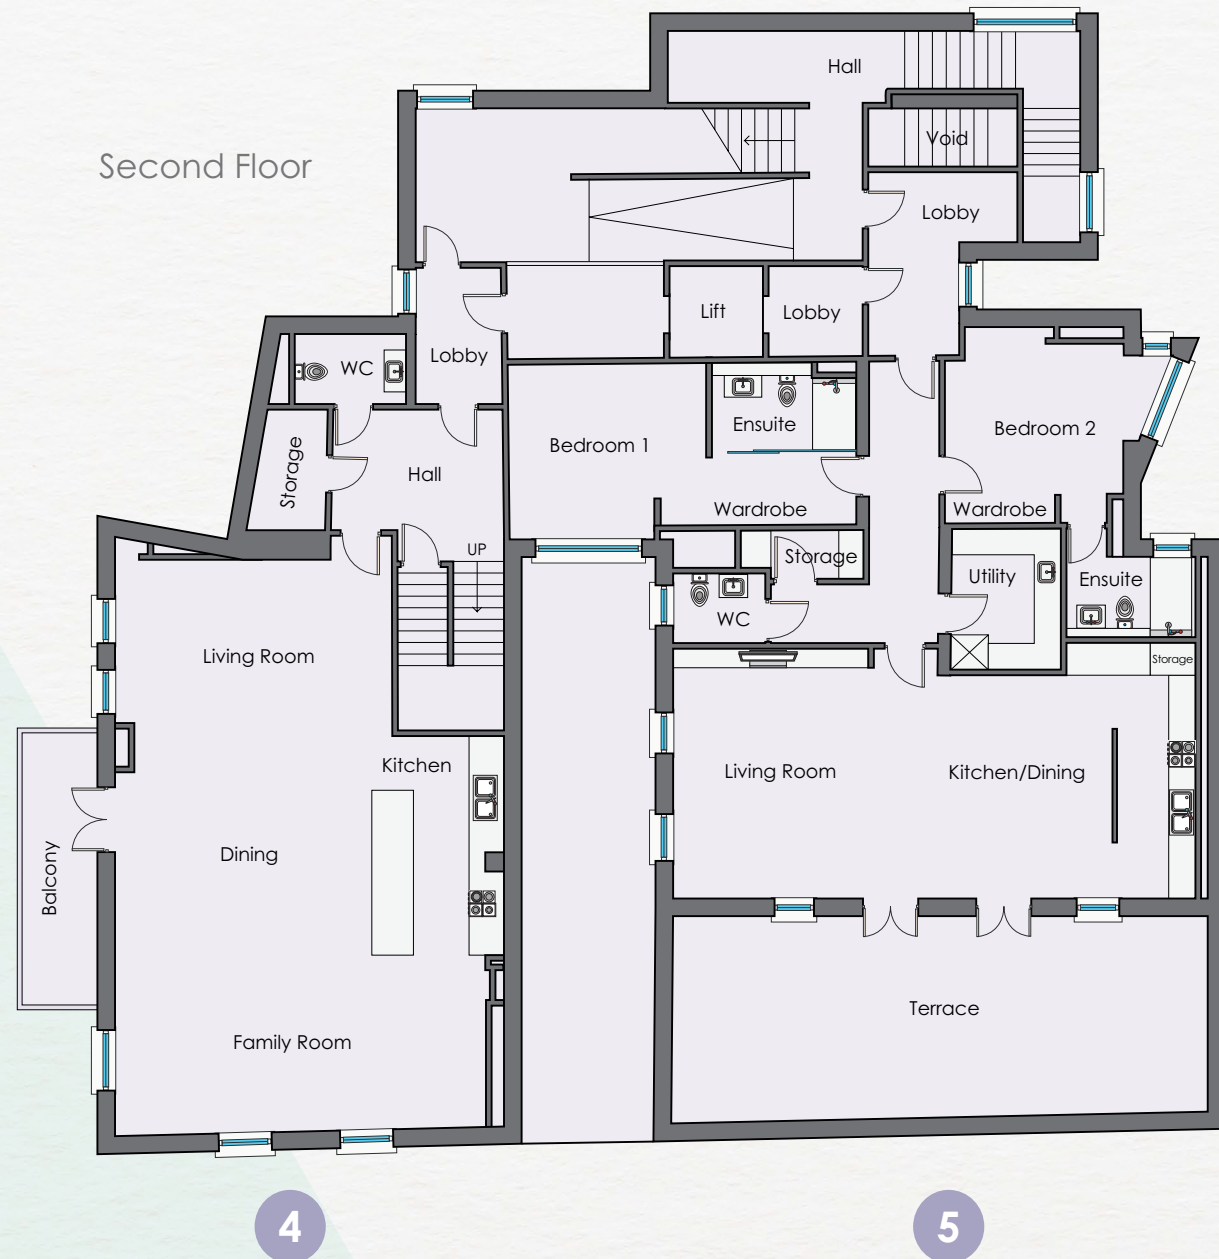 Second Floor
Hall
Void
Lobby
Lift
Lobby
Lobby
WC
Ensuite
Bedroom 1
Bedroom 2
Storage
Hall
Wardrobe
Wardrobe
UP
Storage
Utility
Ensuite
WC
Living Room
Storage
Kitchen
Living Room
Kitchen/Dining
Dining
Balcony
Terrace
Family Room
4
5